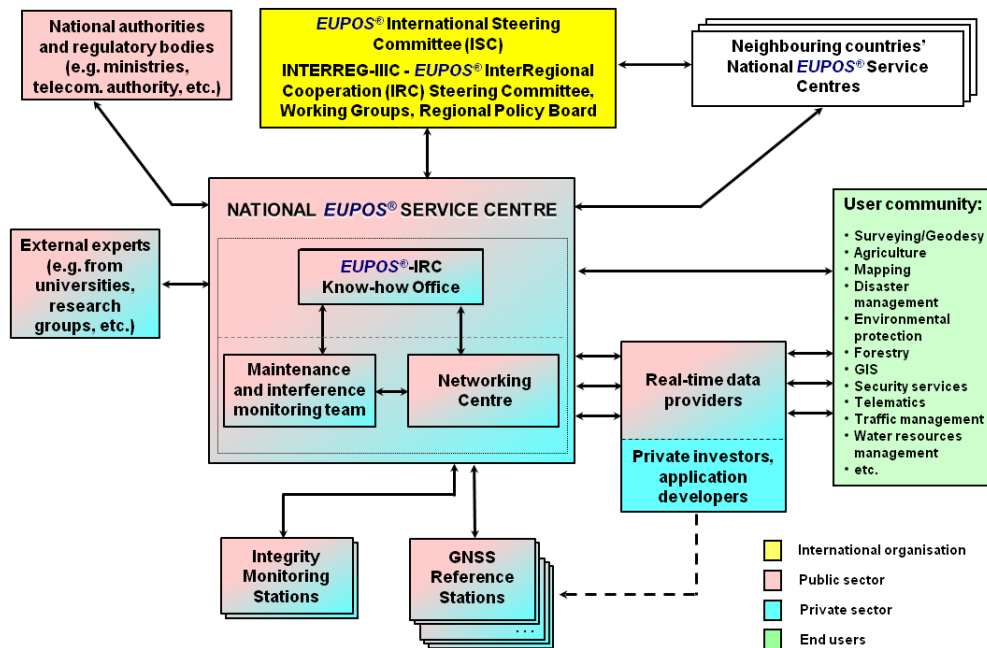 National authorities
and regulatory bodies
(e.g. ministries,
telecom. authority, etc.)
EUPOS® International Steering
Committee (ISC)
INTERREG-IIIC - EUPOS® InterRegional
Cooperation (IRC) Steering Committee,
Working Groups, Regional Policy Board
Neighbouring countries’
National EUPOS® Service
Centres
NATIONAL EUPOS® SERVICE CENTRE
External experts
(e.g. from
universities,
research
groups, etc.)
EUPOS®-IRC
Know-how Office
Maintenance
and interference
monitoring team
Networking
Centre
Real-time data
providers
Private investors,
application
developers
User community:
• Surveying/Geodesy
• Agriculture
• Mapping
• Disaster
management
• Environmental
protection
• Forestry
• GIS
• Security services
• Telematics
• Traffic management
• Water resources
management
• etc.
Integrity
Monitoring
Stations
GNSS
Reference
Stations
...
International organisation
Public sector
Private sector
End users